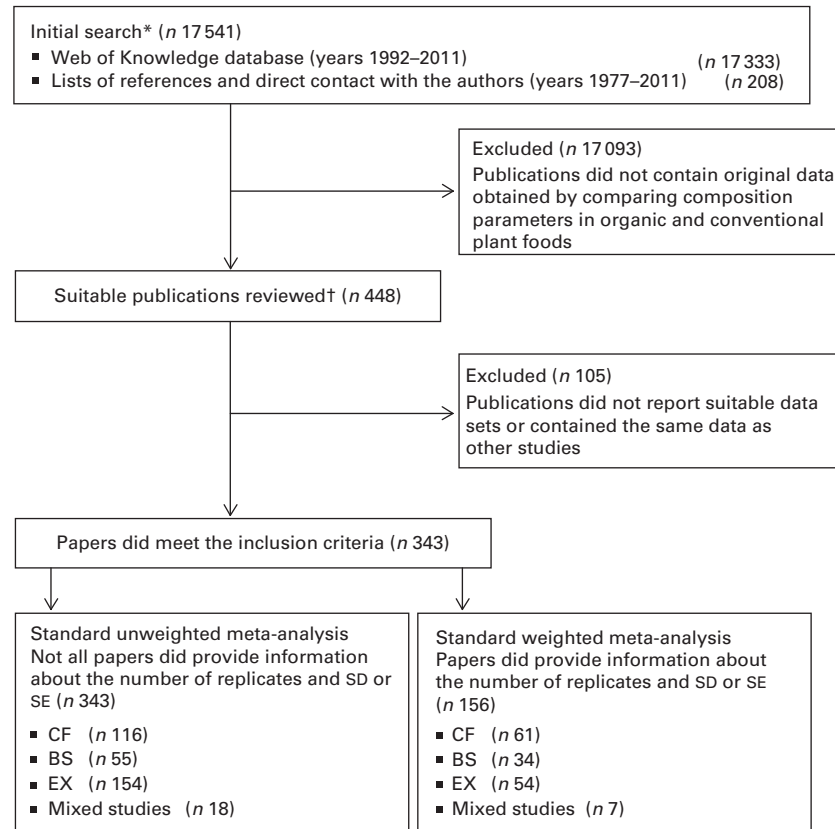 Initial search* (n 17 541)
▪ Web of Knowledge database (years 1992–2011) (n 17 333)
▪ Lists of references and direct contact with the authors (years 1977–2011) (n 208)
Excluded (n 17 093)
Publications did not contain original data
obtained by comparing composition
parameters in organic and conventional
plant foods
Suitable publications reviewed† (n 448)
Excluded (n 105)
Publications did not report suitable data
sets or contained the same data as
other studies
Papers did meet the inclusion criteria (n 343)
Standard unweighted meta-analysis
Not all papers did provide information
about the number of replicates and SD or
SE (n 343)
▪ CF (n 116)
▪ BS (n 55)
▪ EX (n 154)
▪ Mixed studies (n 18)
Standard weighted meta-analysis
Papers did provide information about
the number of replicates and SD or SE
(n 156)
▪ CF (n 61)
▪ BS (n 34)
▪ EX (n 54)
▪ Mixed studies (n 7)